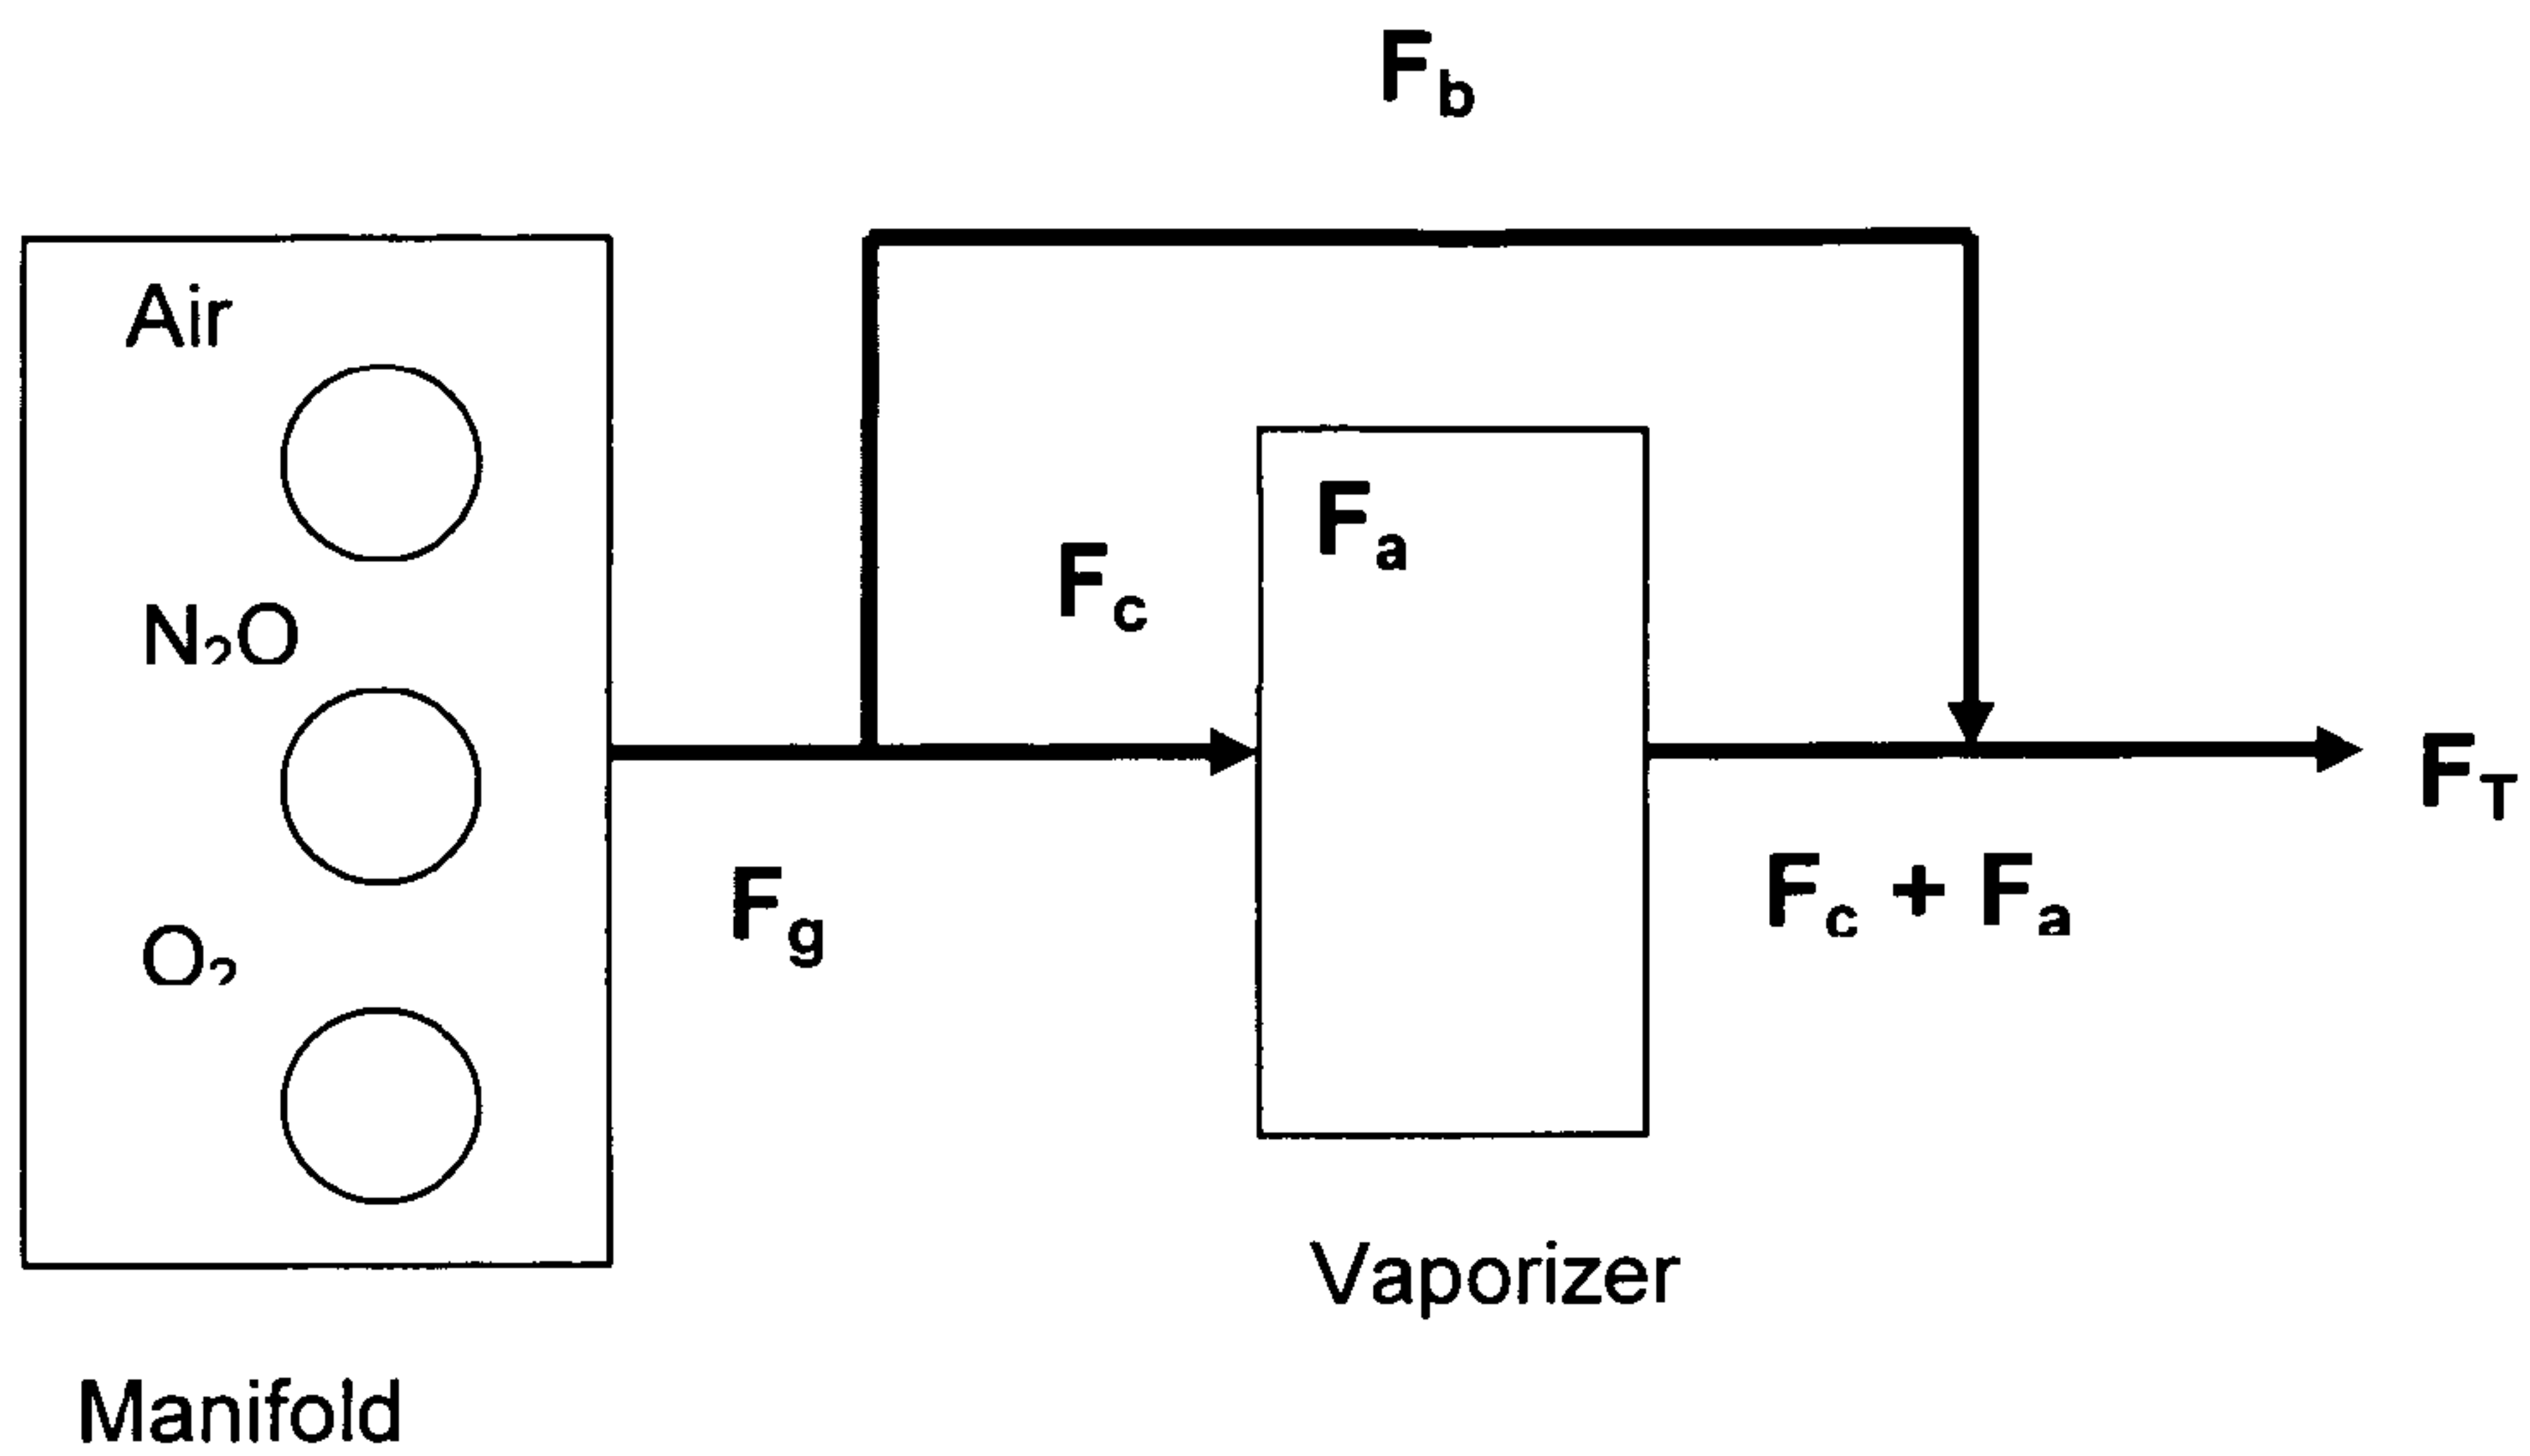 F_b
Air
F_a
F_c
N₂O
F_T
F_c + F_a
F_g
O₂
Vaporizer
Manifold